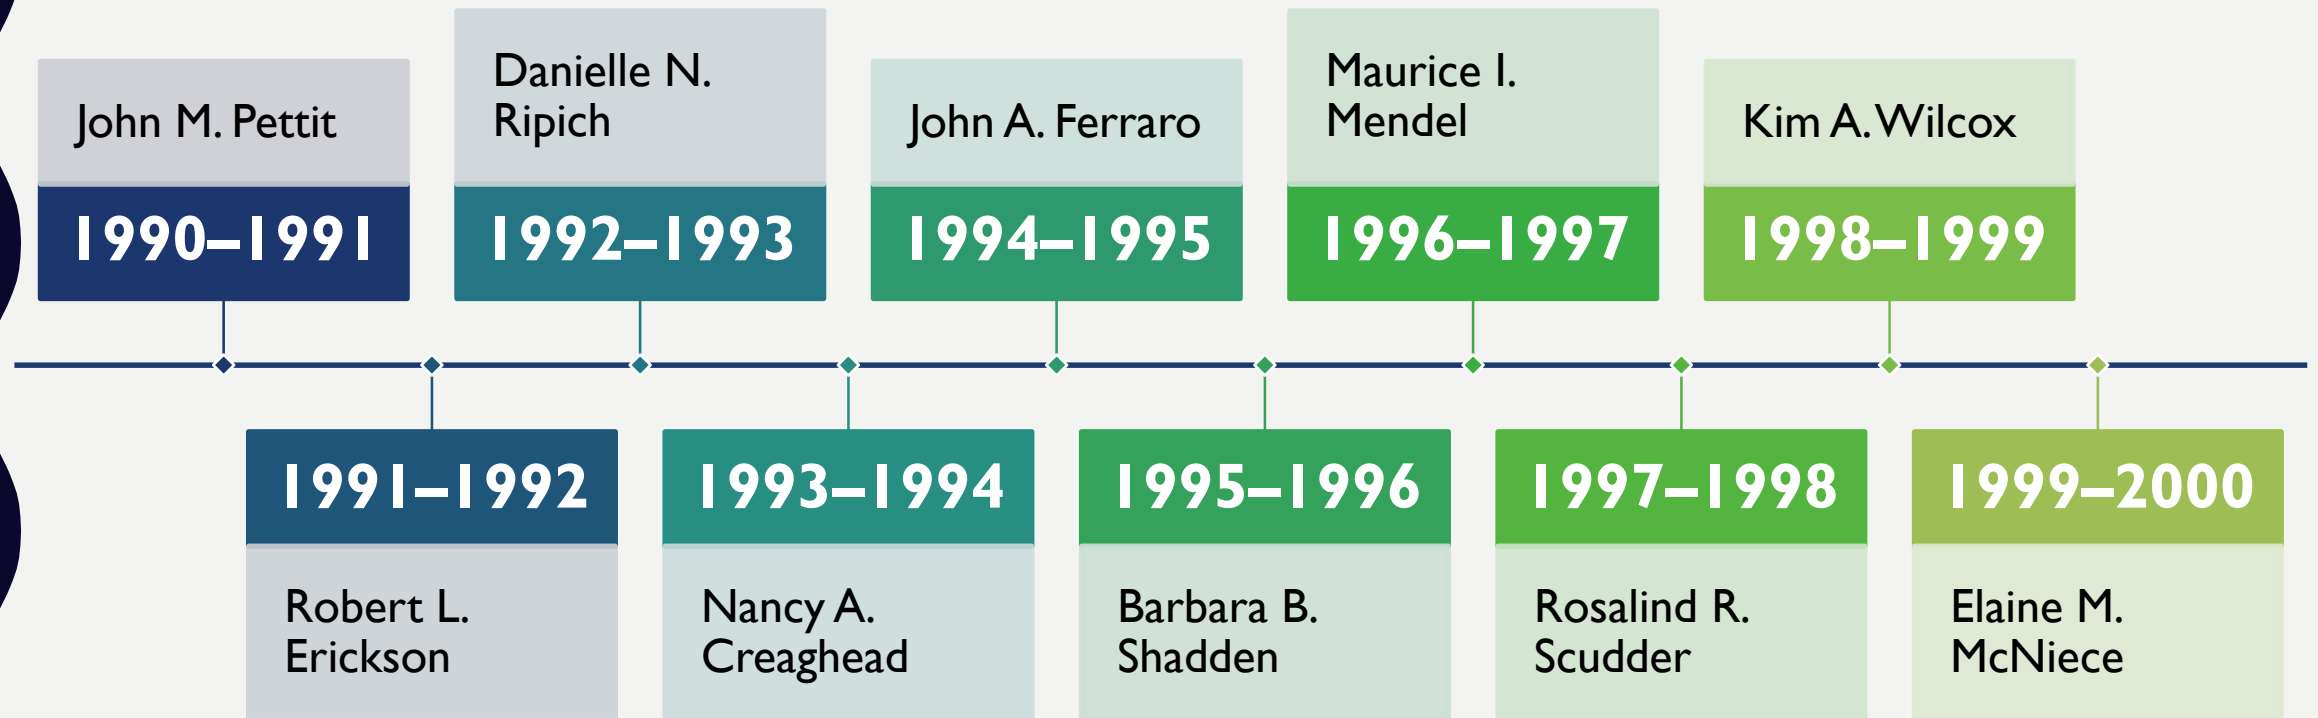 John M. Pettit
1990–1991
1991–1992
Robert L.
Erickson
Danielle N.
Ripich
1992–1993
1993–1994
Nancy A.
Creaghead
John A. Ferraro
1994–1995
1995–1996
Barbara B.
Shadden
Maurice I.
Mendel
1996–1997
1997–1998
Rosalind R.
Scudder
Kim A. Wilcox
1998–1999
1999–2000
Elaine M.
McNiece